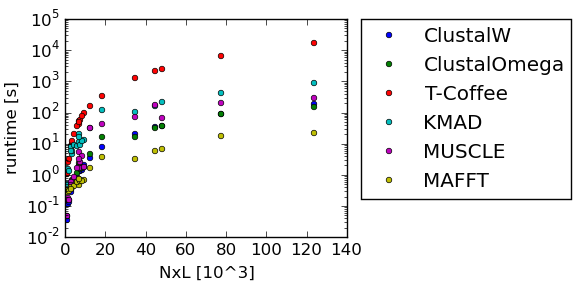 10^5
10^4
10^3
10^2
10^1
10^0
10^-1
10^-2
runtime [s]
0 20 40 60 80 100 120 140
NxL [10^3]
ClustalW
ClustalOmega
T-Coffee
KMAD
MUSCLE
MAFFT